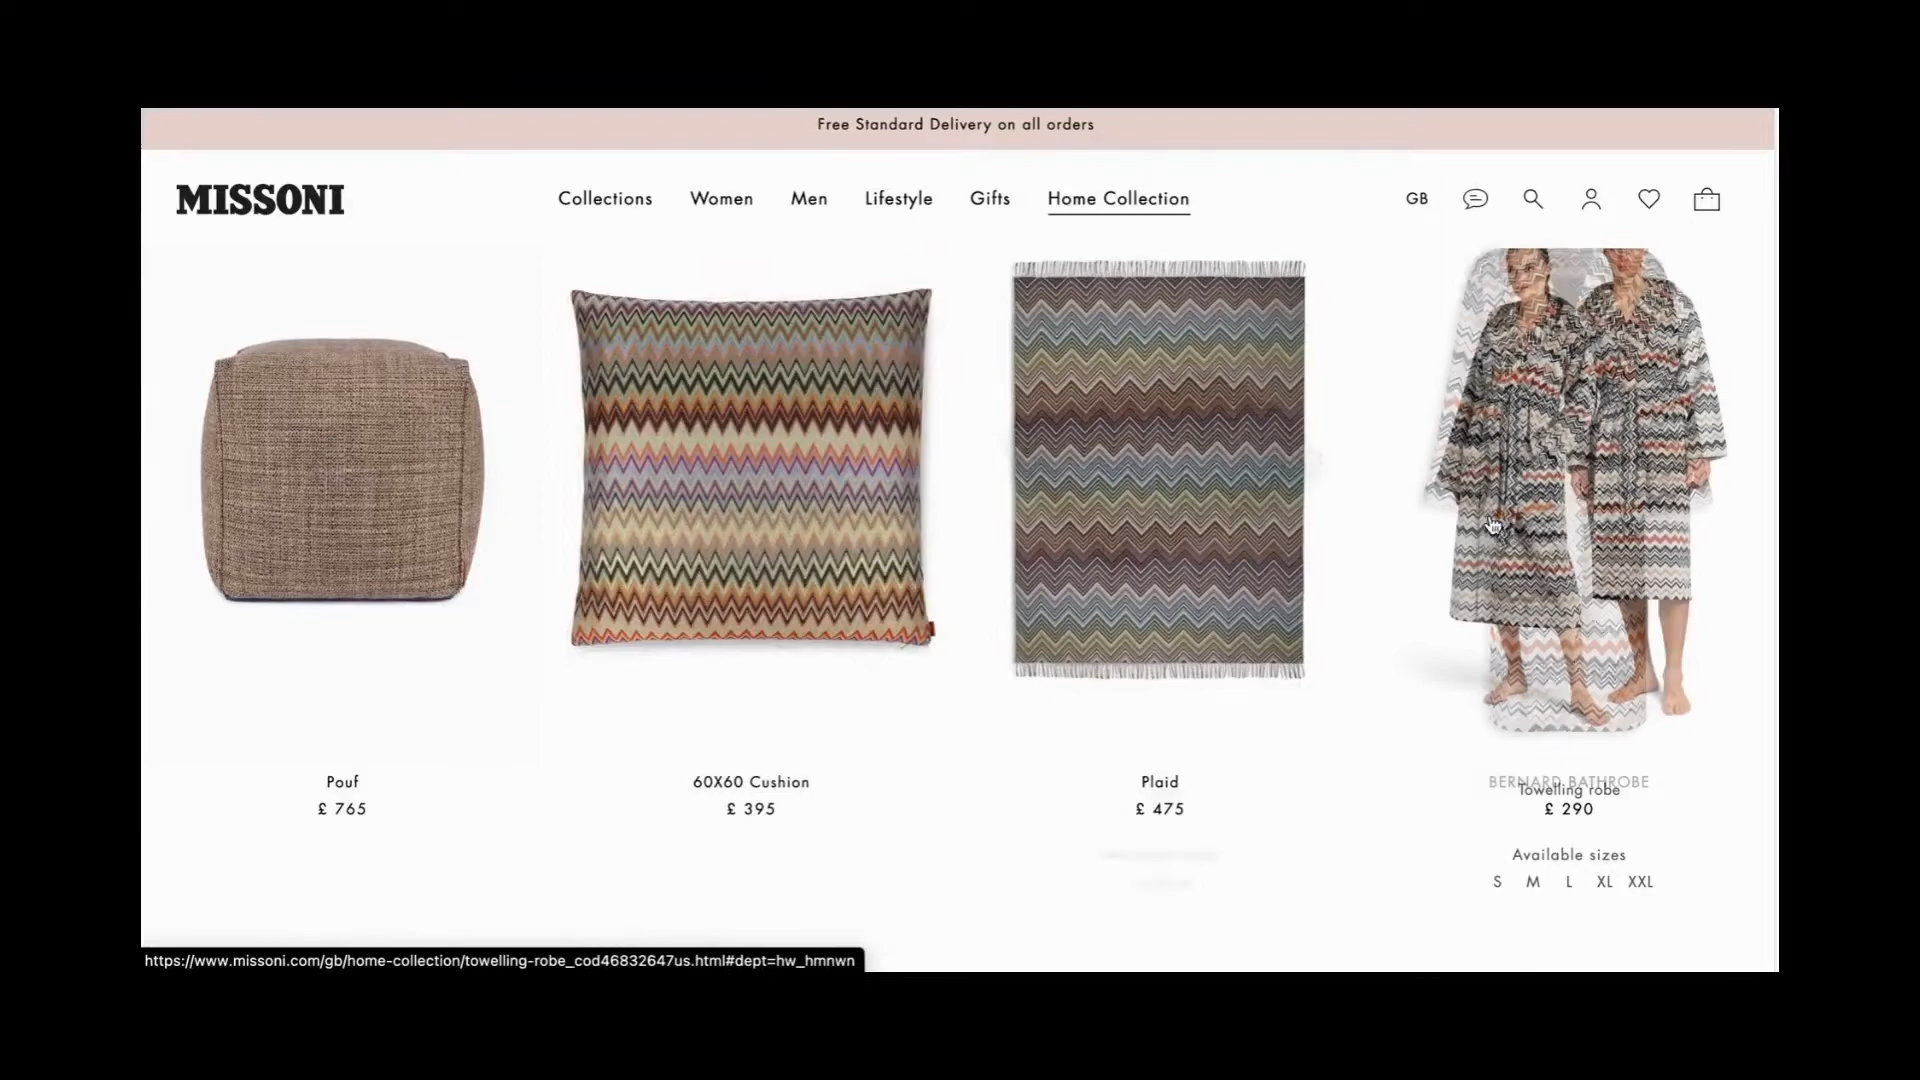 Free Standard Delivery on all orders
MISSONI
Collections Women Men Lifestyle Gifts Home Collection GB
Pouf
£ 765
60X60 Cushion
£ 395
Plaid
£ 475
BERNARD BATHROBE
Towelling robe
£ 290
Available sizes
S M L XL XXL
https://www.missoni.com/gb/home-collection/towelling-robe_cod46832647us.html#dept=hw_hmnwn